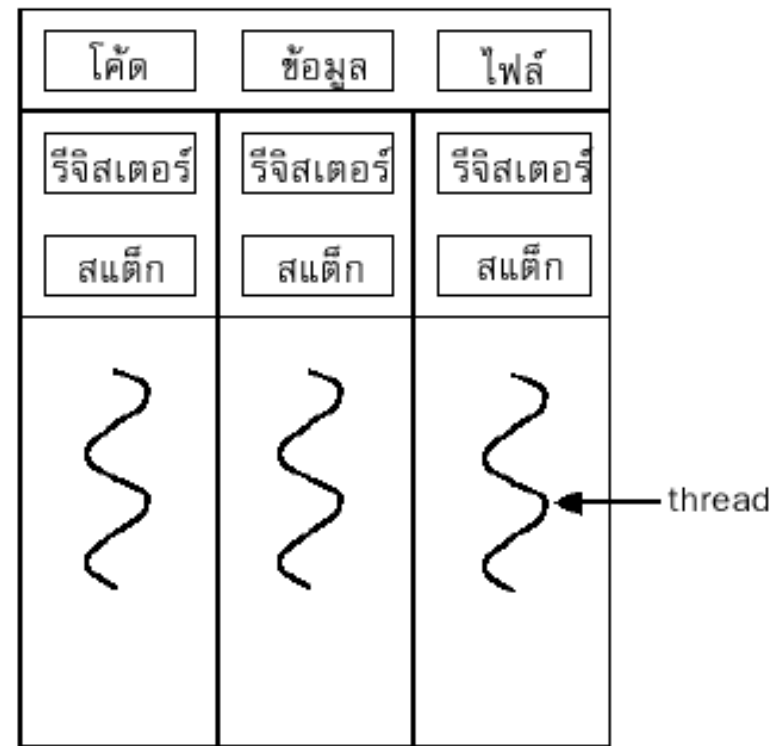 โค้ด ข้อมูล ไฟล์
รีจิสเตอร์ รีจิสเตอร์ รีจิสเตอร์
สแต็ก สแต็ก สแต็ก
thread